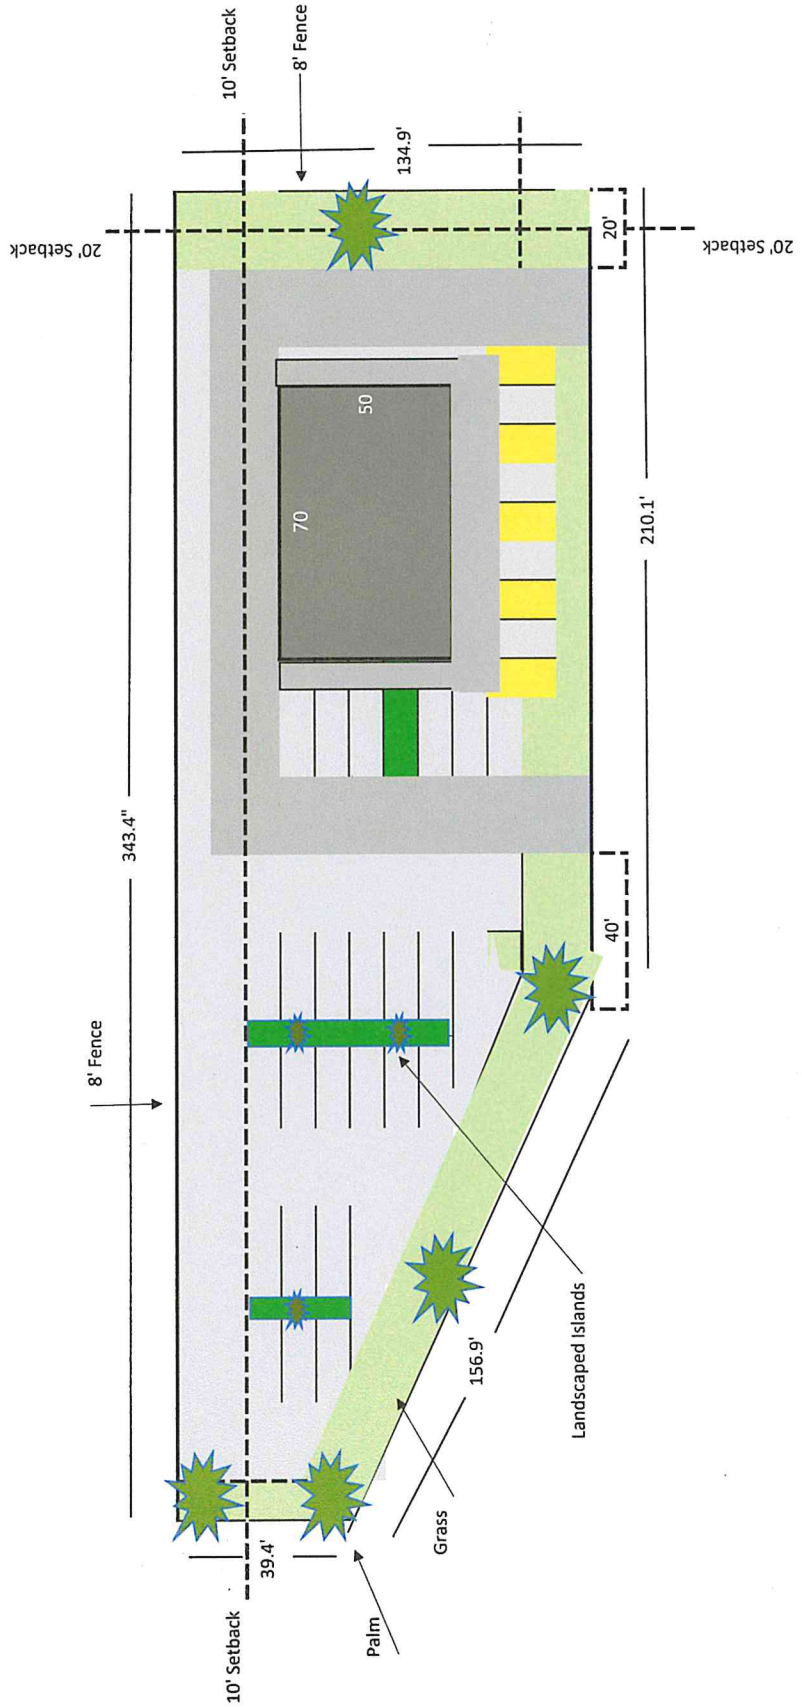 20' Setback
343.4"
8' Fence
10' Setback
10' Setback
8' Fence
39.4'
134.9'
70
50
Palm
Grass
156.9'
Landscaped Islands
40'
20'
210.1'
20' Setback